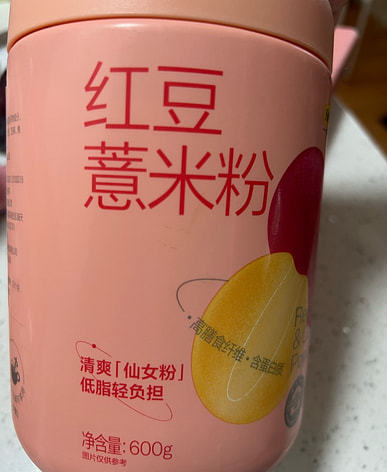 红豆
薏米粉
·高膳食纤维·含蛋白质
清爽「仙女粉」
低脂轻负担
净含量:600g
图片仅供参考